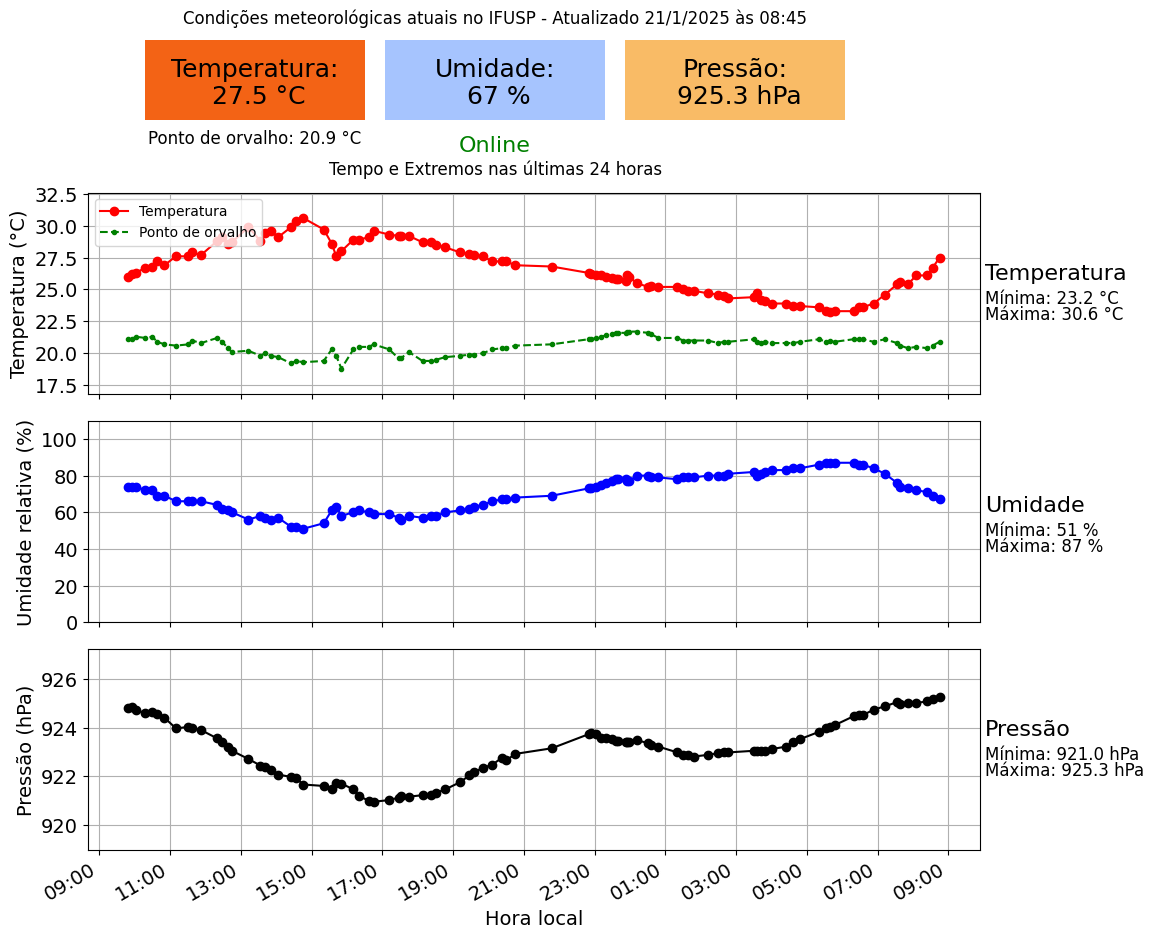 Condições meteorológicas atuais no IFUSP - Atualizado 21/1/2025 às 08:45
Temperatura:
27.5 °C
Umidade:
67 %
Pressão:
925.3 hPa
Ponto de orvalho: 20.9 °C
Online
Tempo e Extremos nas últimas 24 horas
Temperatura (°C)
32.5
30.0
27.5
25.0
22.5
20.0
17.5
Temperatura
Ponto de orvalho
Temperatura
Mínima: 23.2 °C
Máxima: 30.6 °C
Umidade relativa (%)
100
80
60
40
20
0
Umidade
Mínima: 51 %
Máxima: 87 %
Pressão (hPa)
926
924
922
920
Pressão
Mínima: 921.0 hPa
Máxima: 925.3 hPa
09:00
11:00
13:00
15:00
17:00
19:00
21:00
23:00
01:00
03:00
05:00
07:00
09:00
Hora local